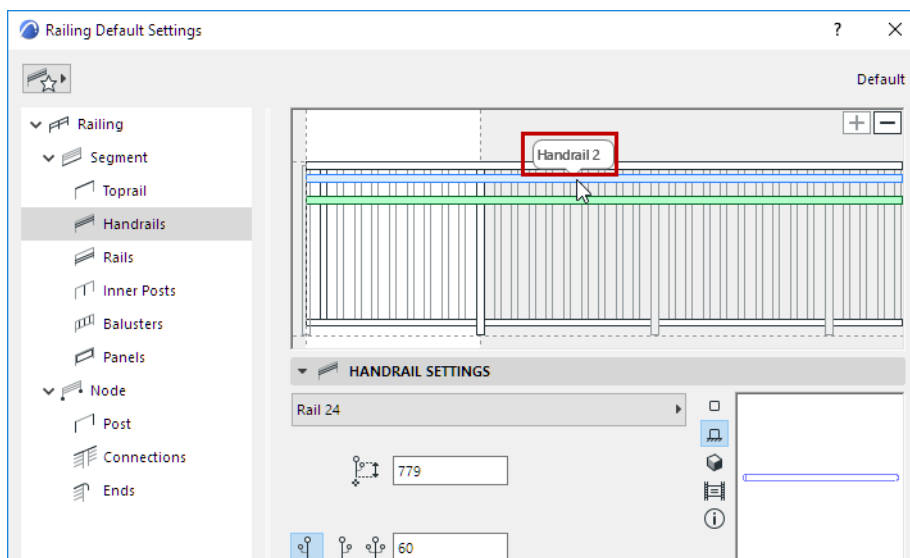 Railing Default Settings
?
Default
Railing
Segment
Toprail
Handrails
Rails
Inner Posts
Balusters
Panels
Node
Post
Connections
Ends
Handrail 2
HANDRAIL SETTINGS
Rail 24
779
60